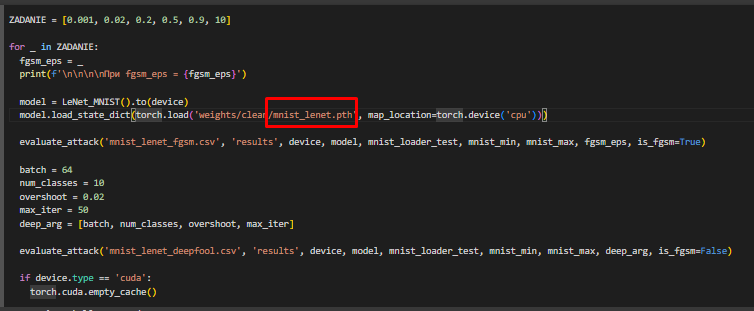 ZADANIE = [0.001, 0.02, 0.2, 0.5, 0.9, 10]
for _ in ZADANIE:
fgsm_eps = _
print(f'\n\n\n\nПри fgsm_eps = {fgsm_eps}')
model = LeNet_MNIST().to(device)
model.load_state_dict(torch.load('weights/clean/mnist_lenet.pth', map_location=torch.device('cpu')))
evaluate_attack('mnist_lenet_fgsm.csv', 'results', device, model, mnist_loader_test, mnist_min, mnist_max, fgsm_eps, is_fgsm=True)
batch = 64
num_classes = 10
overshoot = 0.02
max_iter = 50
deep_arg = [batch, num_classes, overshoot, max_iter]
evaluate_attack('mnist_lenet_deepfool.csv', 'results', device, model, mnist_loader_test, mnist_min, mnist_max, deep_arg, is_fgsm=False)
if device.type == 'cuda':
torch.cuda.empty_cache()